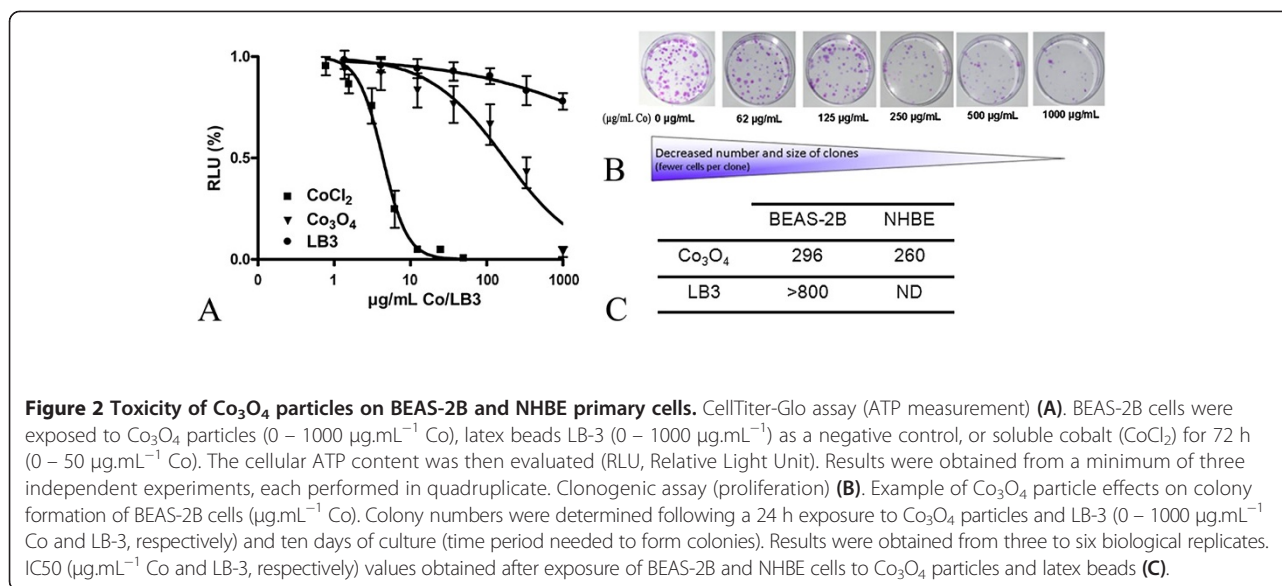 1.0
0.5
0.0
RLU (%)
CoCl₂
Co₃O₄
LB3
0 1 10 100 1000
µg/mL Co/LB3
A
(µg/mL Co) 0 µg/mL 62 µg/mL 125 µg/mL 250 µg/mL 500 µg/mL 1000 µg/mL
Decreased number and size of clones
(fewer cells per clone)
B
BEAS-2B NHBE
Co₃O₄ 296 260
LB3 >800 ND
C
Figure 2 Toxicity of Co₃O₄ particles on BEAS-2B and NHBE primary cells. CellTiter-Glo assay (ATP measurement) (A). BEAS-2B cells were
exposed to Co₃O₄ particles (0 – 1000 µg.mL⁻¹ Co), latex beads LB-3 (0 – 1000 µg.mL⁻¹) as a negative control, or soluble cobalt (CoCl₂) for 72 h
(0 – 50 µg.mL⁻¹ Co). The cellular ATP content was then evaluated (RLU, Relative Light Unit). Results were obtained from a minimum of three
independent experiments, each performed in quadruplicate. Clonogenic assay (proliferation) (B). Example of Co₃O₄ particle effects on colony
formation of BEAS-2B cells (µg.mL⁻¹ Co). Colony numbers were determined following a 24 h exposure to Co₃O₄ particles and LB-3 (0 – 1000 µg.mL⁻¹
Co and LB-3, respectively) and ten days of culture (time period needed to form colonies). Results were obtained from three to six biological replicates.
IC50 (µg.mL⁻¹ Co and LB-3, respectively) values obtained after exposure of BEAS-2B and NHBE cells to Co₃O₄ particles and latex beads (C).